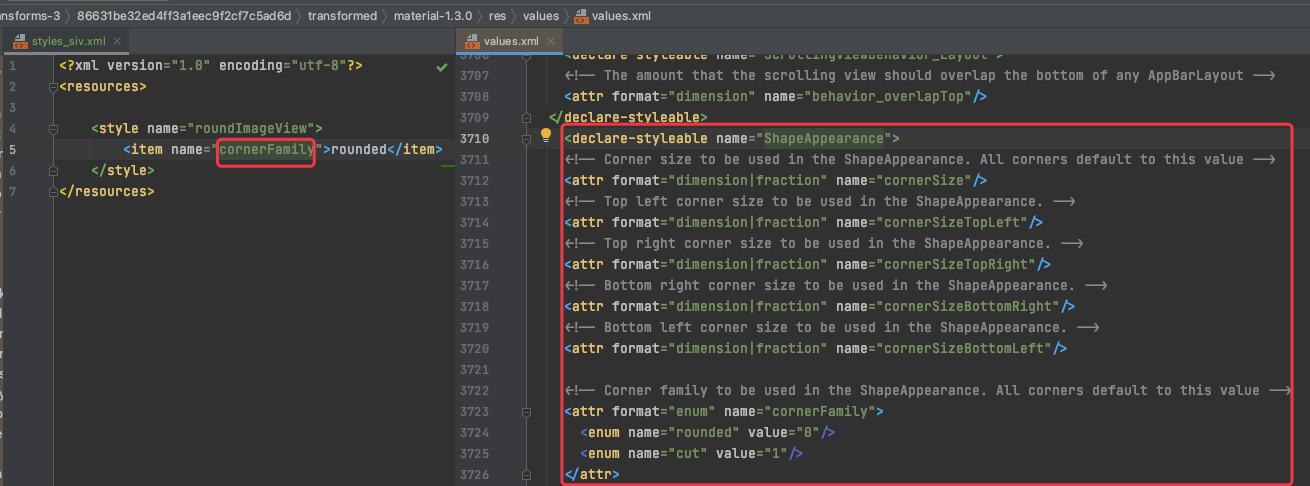 nsforms-3 › 86631be32ed4ff3a1eec9f2cf7c5ad6d › transformed › material-1.3.0 › res › values › values.xml
styles_siv.xml ×
1 <?xml version="1.0" encoding="utf-8"?>
2 <resources>
3
4 <style name="roundImageView">
5 <item name="cornerFamily">rounded</item>
6 </style>
7 </resources>
values.xml ×
3706 <declare-styleable name="ScrollingViewBehavior_Layout">
3707 <!-- The amount that the scrolling view should overlap the bottom of any AppBarLayout -->
3708 <attr format="dimension" name="behavior_overlapTop"/>
3709 </declare-styleable>
3710 <declare-styleable name="ShapeAppearance">
3711 <!-- Corner size to be used in the ShapeAppearance. All corners default to this value -->
3712 <attr format="dimension|fraction" name="cornerSize"/>
3713 <!-- Top left corner size to be used in the ShapeAppearance. -->
3714 <attr format="dimension|fraction" name="cornerSizeTopLeft"/>
3715 <!-- Top right corner size to be used in the ShapeAppearance. -->
3716 <attr format="dimension|fraction" name="cornerSizeTopRight"/>
3717 <!-- Bottom right corner size to be used in the ShapeAppearance. -->
3718 <attr format="dimension|fraction" name="cornerSizeBottomRight"/>
3719 <!-- Bottom left corner size to be used in the ShapeAppearance. -->
3720 <attr format="dimension|fraction" name="cornerSizeBottomLeft"/>
3721
3722 <!-- Corner family to be used in the ShapeAppearance. All corners default to this value -->
3723 <attr format="enum" name="cornerFamily">
3724 <enum name="rounded" value="0"/>
3725 <enum name="cut" value="1"/>
3726 </attr>